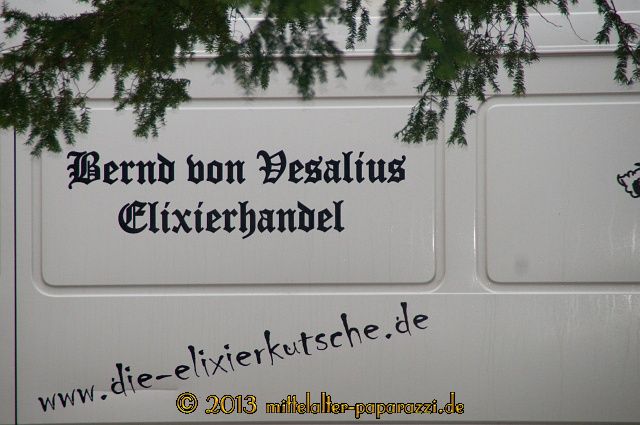 Bernd von Vesalius
Elixierhandel
www.die-elixierkutsche.de
© 2013 mittelalter-paparazzi.de